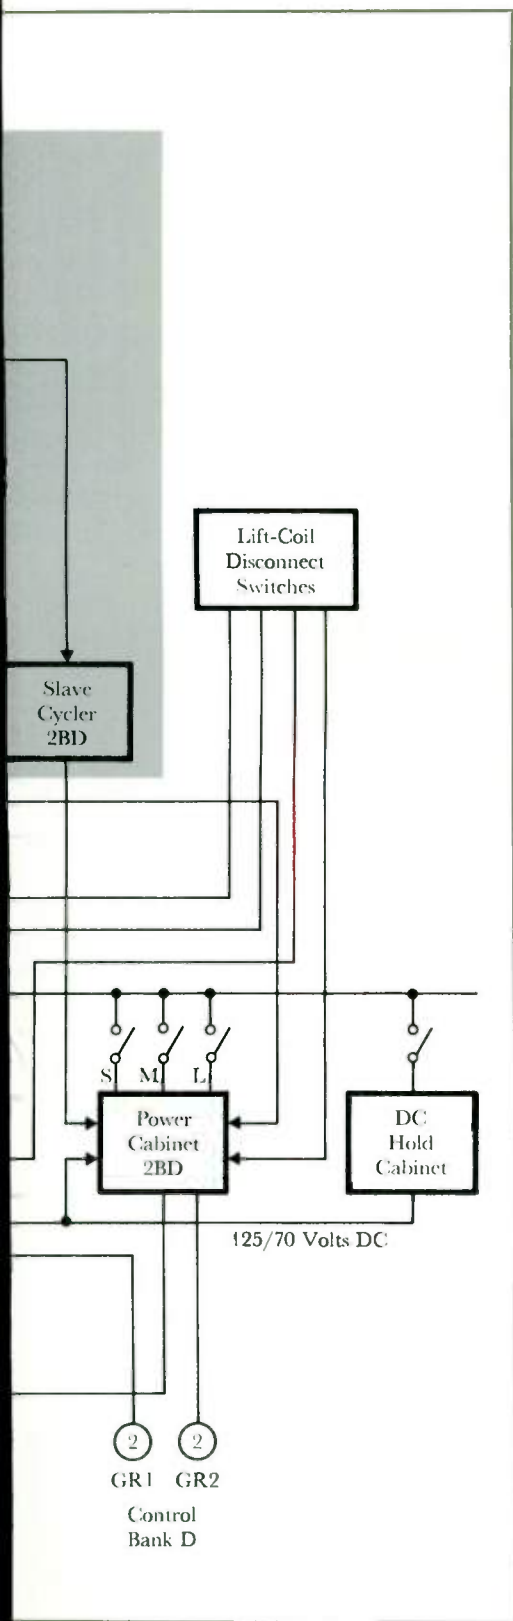 Lift-Coil
Disconnect
Switches
Slave
Cycler
2BD
S M L
Power
Cabinet
2BD
DC
Hold
Cabinet
125/70 Volts DC
2 2
GR1 GR2
Control
Bank D